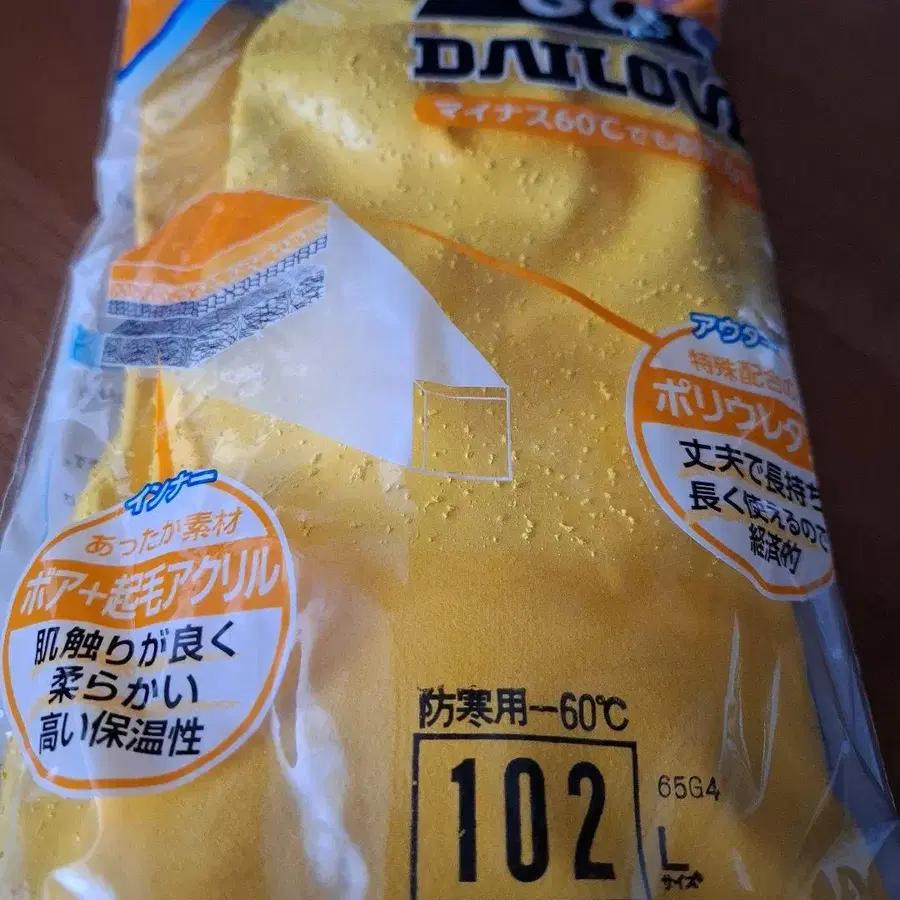 DAILOVE
マイナス60℃でも
アウター
特殊配合の
ポリウレタ
丈夫で長持ち
長く使えるので
経済的
インナー
あったか素材
ボア+起毛アクリル
肌触りが良く
柔らかい
高い保温性
防寒用-60℃
102
65G4
L
サイズ